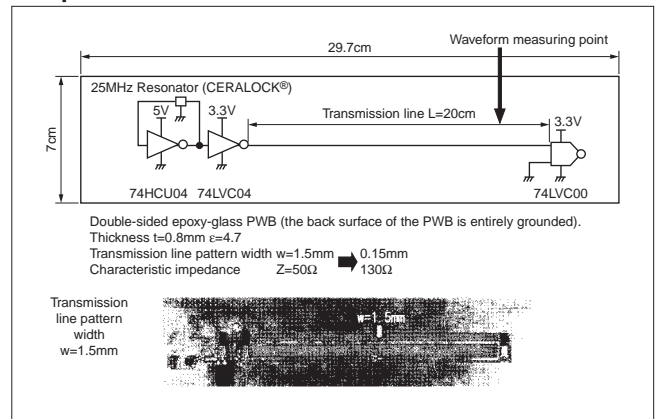 29.7cm
Waveform measuring point
25MHz Resonator (CERALOCK®)
5V
3.3V
Transmission line L=20cm
3.3V
7cm
74HCU04
74LVC04
74LVC00
Double-sided epoxy-glass PWB (the back surface of the PWB is entirely grounded).
Thickness t=0.8mm ε=4.7
Transmission line pattern width w=1.5mm 0.15mm
Characteristic impedance Z=50Ω 130Ω
Transmission
line pattern
width
w=1.5mm
w=1.5mm